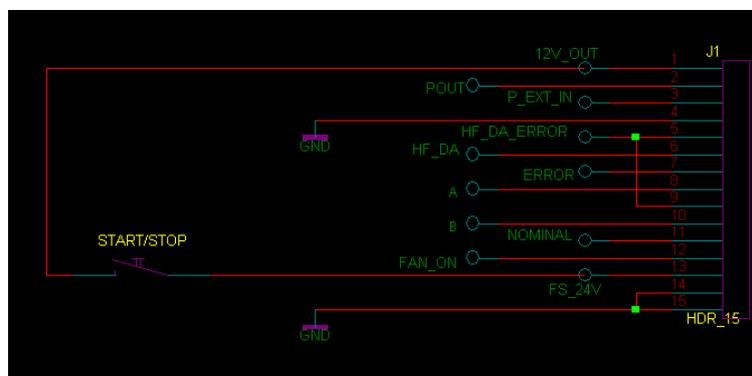 J1
12V_OUT
1
POUT
2
P_EXT_IN
3
4
GND
HF_DA_ERROR
5
HF_DA
6
ERROR
7
A
8
9
B
10
START/STOP
NOMINAL
11
FAN_ON
12
13
FS_24V
14
15
GND
HDR_15